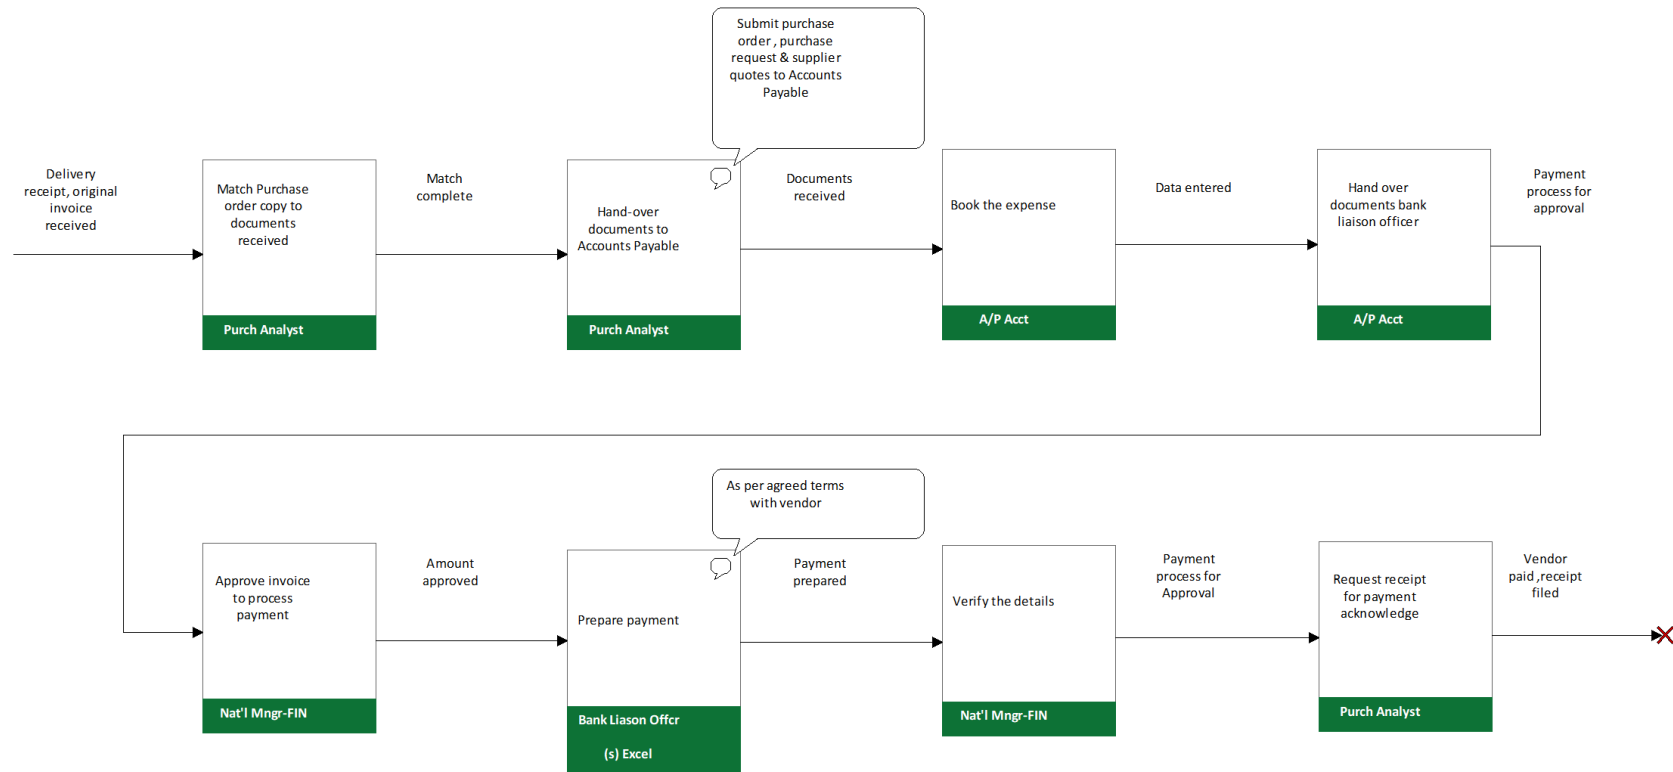 Submit purchase
order , purchase
request & supplier
quotes to Accounts
Payable
Delivery
receipt, original
invoice
received
Match Purchase
order copy to
documents
received
Purch Analyst
Match
complete
Hand-over
documents to
Accounts Payable
Purch Analyst
Documents
received
Book the expense
A/P Acct
Data entered
Hand over
documents bank
liaison officer
A/P Acct
Payment
process for
approval
Approve invoice
to process
payment
Nat'l Mngr-FIN
Amount
approved
As per agreed terms
with vendor
Prepare payment
Bank Liason Offcr
(s) Excel
Payment
prepared
Verify the details
Nat'l Mngr-FIN
Payment
process for
Approval
Request receipt
for payment
acknowledge
Purch Analyst
Vendor
paid ,receipt
filed